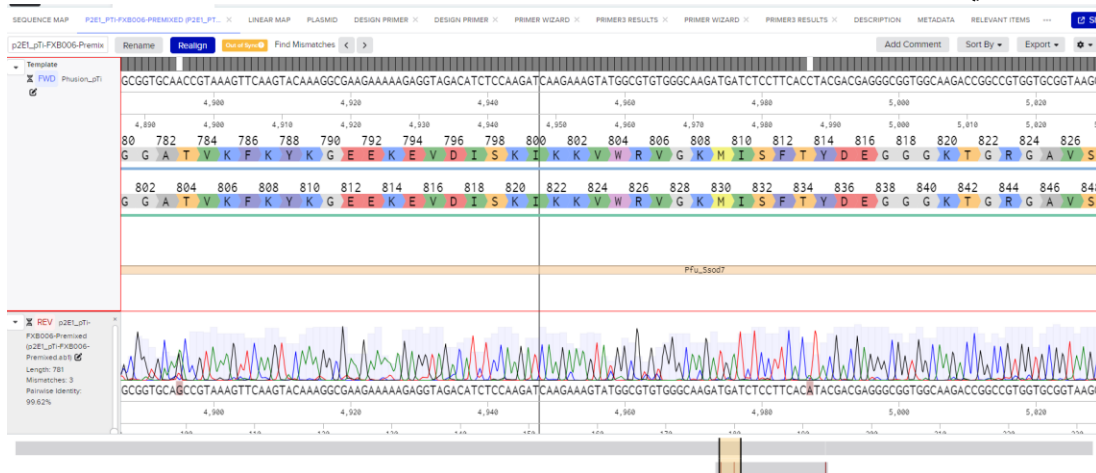 SEQUENCE MAP P2E1_PTI-FXB006-PREMIXED (P2E1_PT... × LINEAR MAP PLASMID DESIGN PRIMER × DESIGN PRIMER × PRIMER WIZARD × PRIMER3 RESULTS × PRIMER WIZARD × PRIMER3 RESULTS × DESCRIPTION METADATA RELEVANT ITEMS ...
p2E1_pTi-FXB006-Premix Rename Realign Out of Sync Find Mismatches < > Add Comment Sort By Export
Template
FWD Phusion_pTi
GCGGTGCAACCGTAAAGTTCAAGTACAAAGGCGAAGAAAAAGAGGTAGACATCTCCAAGATCAAGAAAGTATGGCGTGTGGGCAAGATGATCTCCTTCACCTACGACGAGGGCGGTGGCAAGACCGGCCGTGGTGCGGTAAG
4,900 4,920 4,940 4,960 4,980 5,000 5,020
4,890 4,900 4,910 4,920 4,930 4,940 4,950 4,960 4,970 4,980 4,990 5,000 5,010 5,020
80 782 784 786 788 790 792 794 796 798 800 802 804 806 808 810 812 814 816 818 820 822 824 826
G G A T V K F K Y K G E E K E V D I S K I K K V W R V G K M I S F T Y D E G G G K T G R G A V S
802 804 806 808 810 812 814 816 818 820 822 824 826 828 830 832 834 836 838 840 842 844 846 848
G G A T V K F K Y K G E E K E V D I S K I K K V W R V G K M I S F T Y D E G G G K T G R G A V S
Pfu_Ssod7
REV p2E1_pTi-
FXB006-Premixed
(p2E1_pTi-FXB006-
Premixed.ab1)
Length: 781
Mismatches: 3
Pairwise Identity:
99.62%
GCGGTGCAGCCGTAAAGTTCAAGTACAAAGGCGAAGAAAAAGAGGTAGACATCTCCAAGATCAAGAAAGTATGGCGTGTGGGCAAGATGATCTCCTTCACATACGACGAGGGCGGTGGCAAGACCGGCCGTGGTGCGGTAAG
4,900 4,920 4,940 4,960 4,980 5,000 5,020